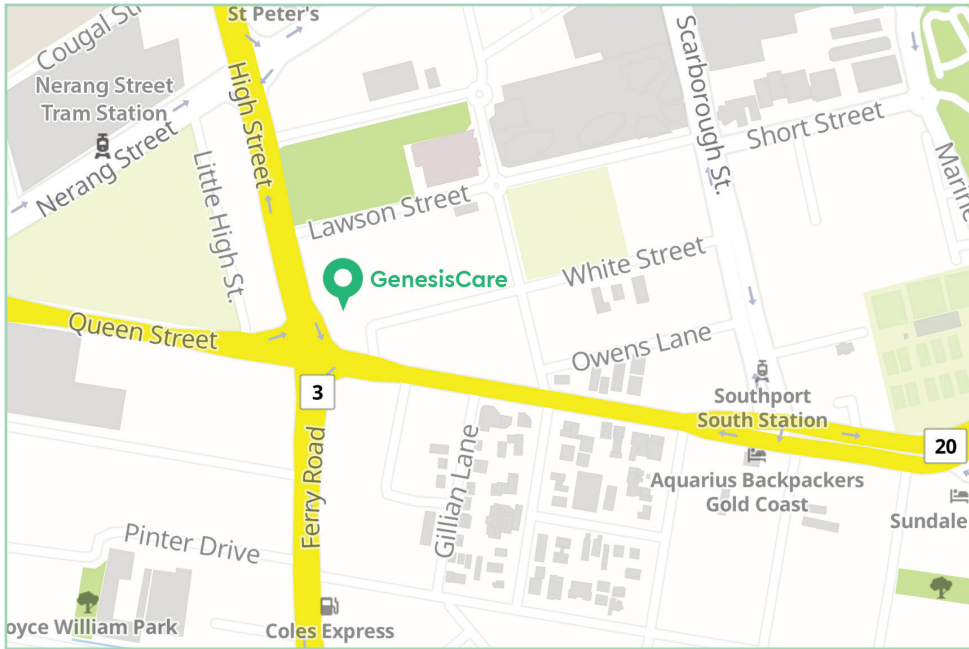 St Peter's
Cougal St
Nerang Street
Tram Station
High Street
Scarborough St.
Short Street
Nerang Street
Little High St.
Lawson Street
Marine
White Street
GenesisCare
Queen Street
Owens Lane
3
Southport
South Station
20
Ferry Road
Gillian Lane
Aquarius Backpackers
Gold Coast
Sundale
Pinter Drive
oyce William Park
Coles Express